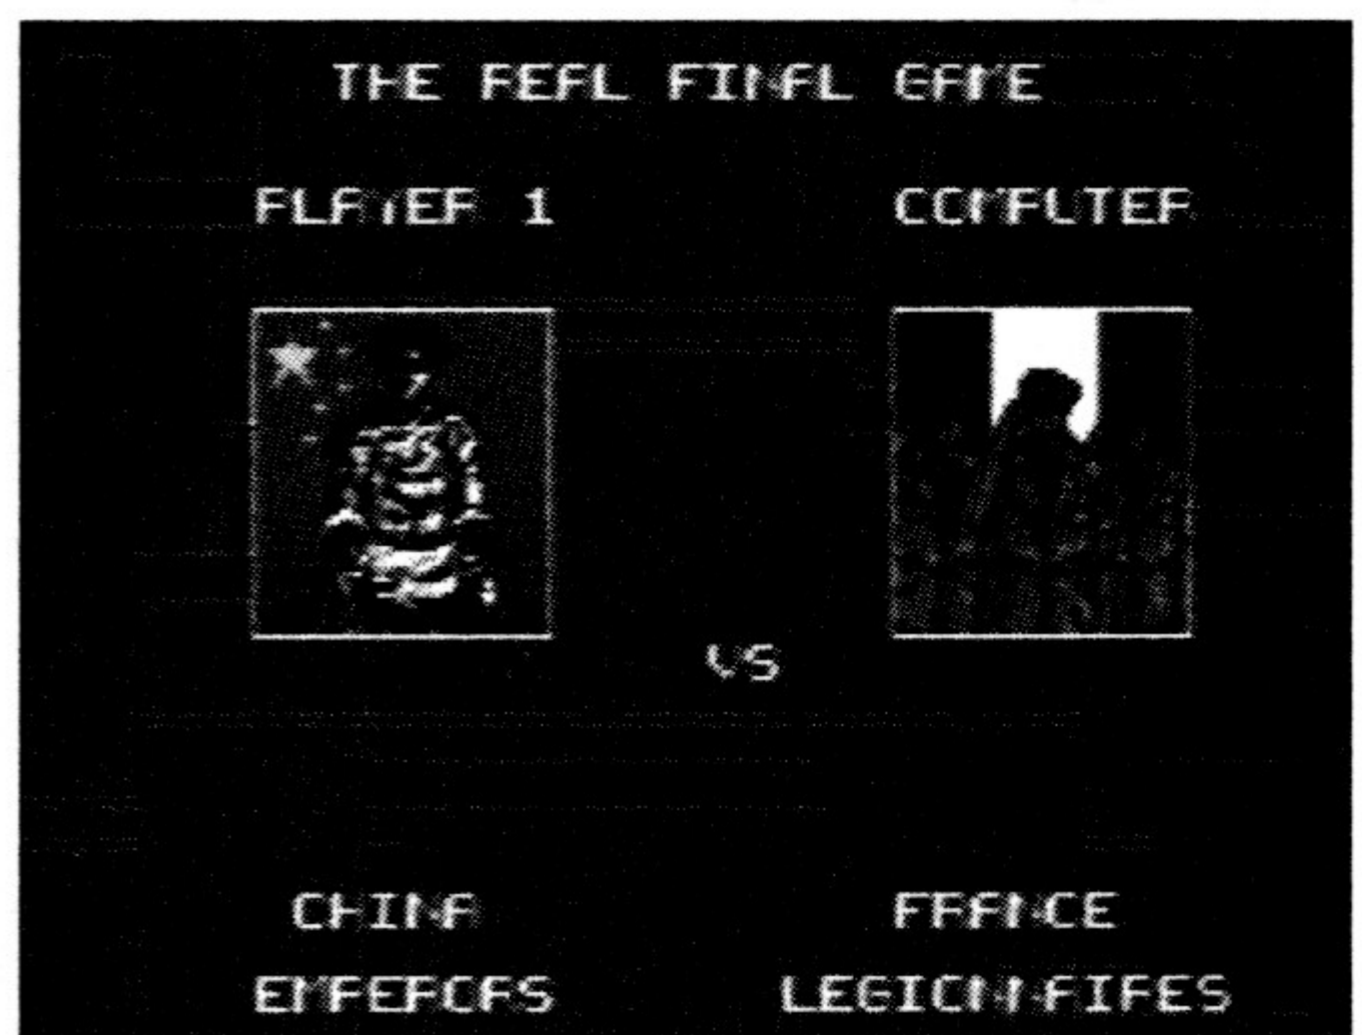 THE REAL FINAL GAME
PLAYER 1 COMPUTER
VS
CHINA FRANCE
EMPERORS LEGIONNAIRES